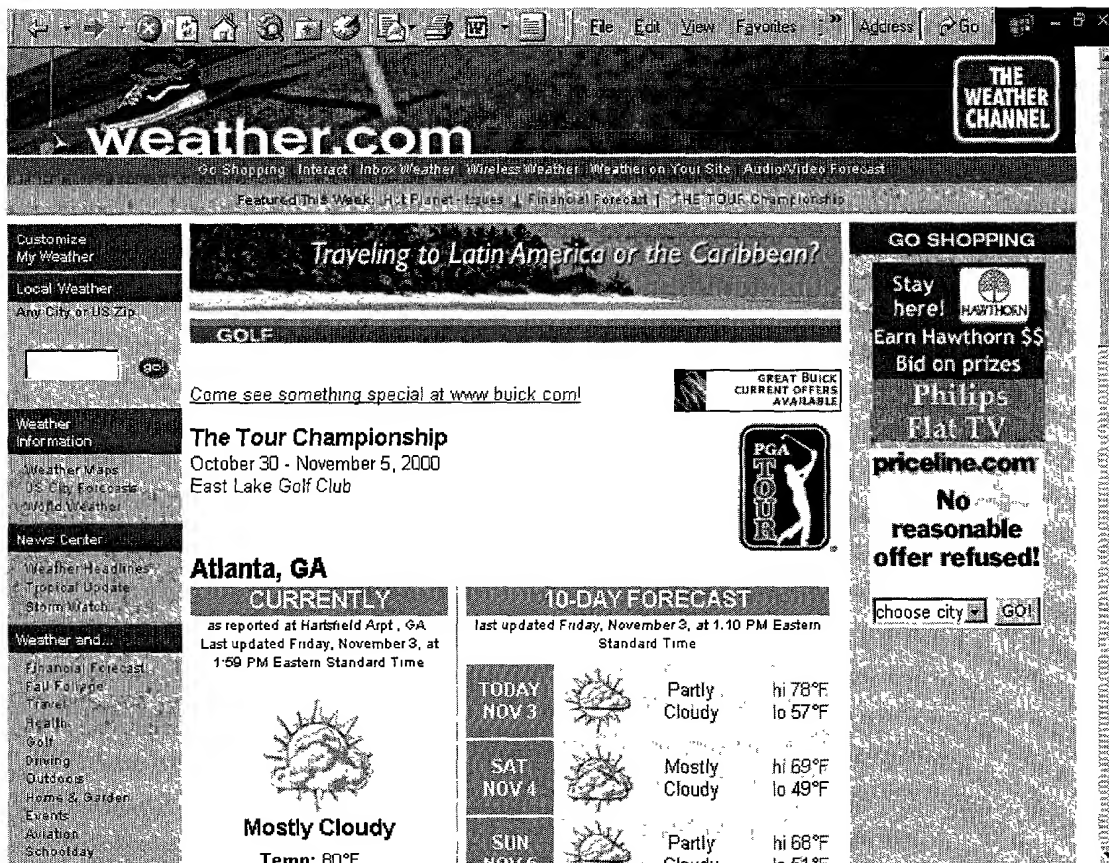 File Edit View Favorites » Address Go
THE
WEATHER
CHANNEL
weather.com
Go Shopping Interact Inbox Weather Wireless Weather Weather on Your Site Audio/Video Forecast
Featured This Week: Hot Planet - Issues | Financial Forecast | THE TOUR Championship
Customize
My Weather
Local Weather
Any City or US Zip
go!
Weather
Information
Weather Maps
US City Forecasts
World Weather
News Center
Weather Headlines
Tropical Update
Storm Watch
Weather and...
Financial Forecast
Fall Foliage
Travel
Health
Golf
Driving
Outdoors
Home & Garden
Events
Aviation
Schoolday
Traveling to Latin America or the Caribbean?
GOLF
Come see something special at www buick com!
GREAT BUICK
CURRENT OFFERS
AVAILABLE
The Tour Championship
October 30 - November 5, 2000
East Lake Golf Club
PGA
TOUR
Atlanta, GA
CURRENTLY
as reported at Hartsfield Arpt , GA
Last updated Friday, November 3, at
1:59 PM Eastern Standard Time
Mostly Cloudy
Temp: 80°F
10-DAY FORECAST
last updated Friday, November 3, at 1.10 PM Eastern
Standard Time
TODAY Partly hi 78°F
NOV 3 Cloudy lo 57°F
SAT Mostly hi 69°F
NOV 4 Cloudy lo 49°F
SUN Partly hi 68°F
NOV Cloudy lo 51°F
GO SHOPPING
Stay
here!
HAWTHORN
Earn Hawthorn $$
Bid on prizes
Philips
Flat TV
priceline.com
No
reasonable
offer refused!
choose city GO!